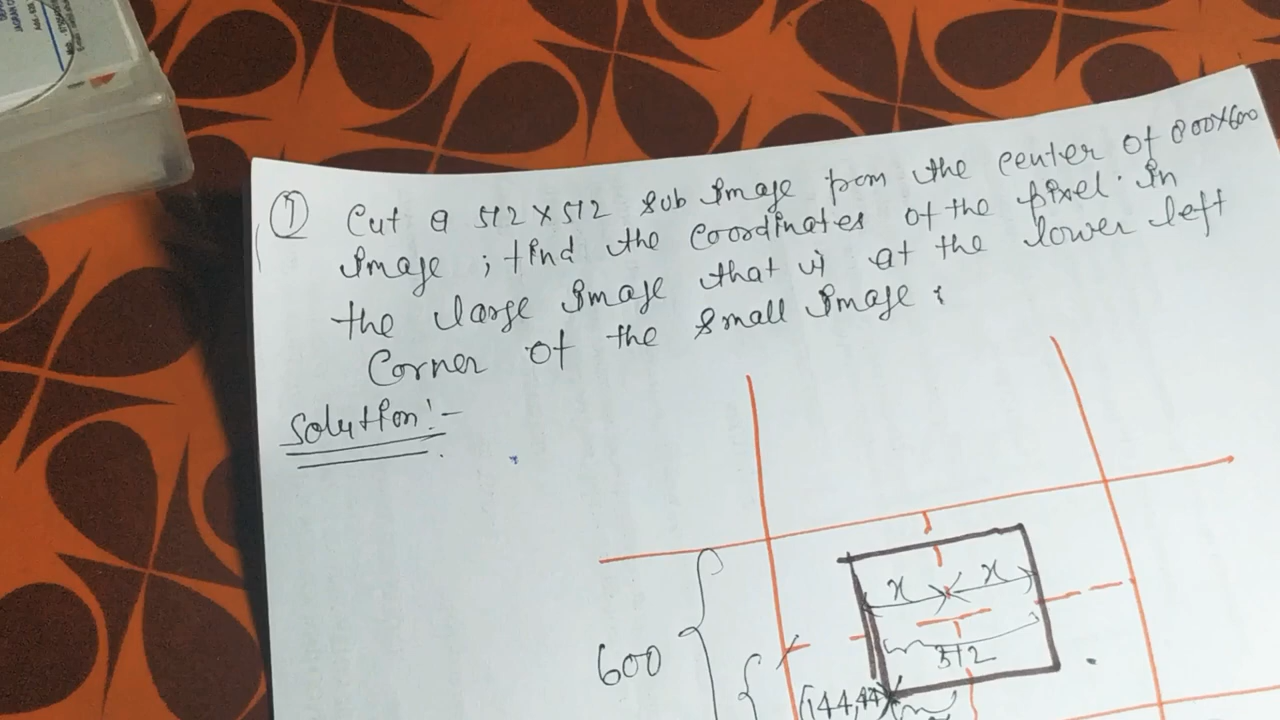 ① Cut a 512 × 512 sub image from the center of 800×600
image ; find the coordinates of the pixel. in
the large image that is at the lower left
Corner of the small image :
Solution :-
x x
512
600
(144,44)